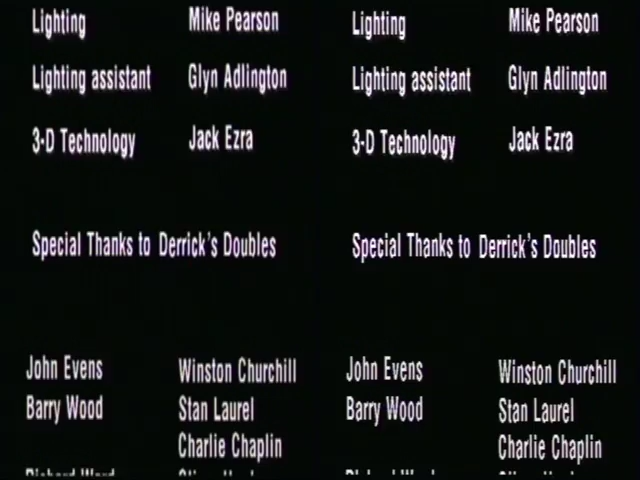 Lighting Mike Pearson Lighting Mike Pearson
Lighting assistant Glyn Adlington Lighting assistant Glyn Adlington
3-D Technology Jack Ezra 3-D Technology Jack Ezra
Special Thanks to Derrick's Doubles Special Thanks to Derrick's Doubles
John Evens Winston Churchill John Evens Winston Churchill
Barry Wood Stan Laurel Barry Wood Stan Laurel
Charlie Chaplin Charlie Chaplin